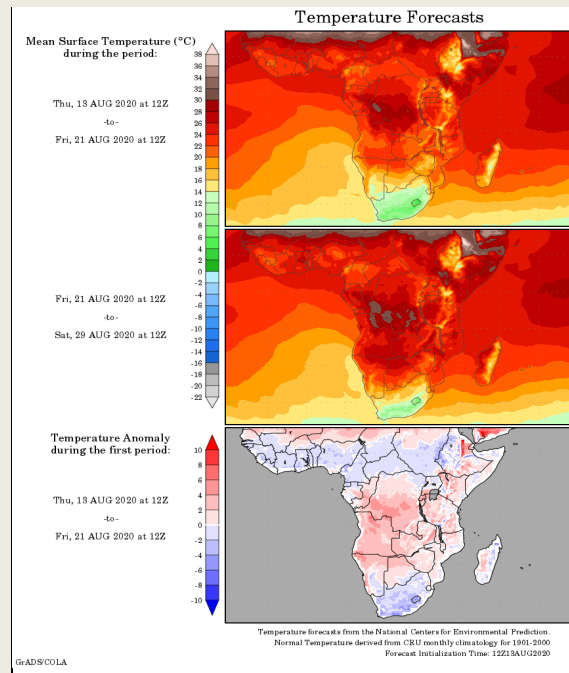 Temperature Forecasts
Mean Surface Temperature (°C)
during the period:
Thu, 13 AUG 2020 at 12Z
-to-
Fri, 21 AUG 2020 at 12Z
38
36
34
32
30
28
26
24
22
20
18
16
14
12
10
8
6
4
2
0
-2
-4
-6
-8
-10
-12
-14
-16
-18
-20
-22
Fri, 21 AUG 2020 at 12Z
-to-
Sat, 29 AUG 2020 at 12Z
Temperature Anomaly
during the first period:
Thu, 13 AUG 2020 at 12Z
-to-
Fri, 21 AUG 2020 at 12Z
10
8
6
4
2
0
-2
-4
-6
-8
-10
Temperature forecasts from the National Centers for Environmental Prediction.
Normal Temperature derived from CRU monthly climatology for 1901-2000
Forecast Initialization Time: 12Z13AUG2020
GrADS/COLA